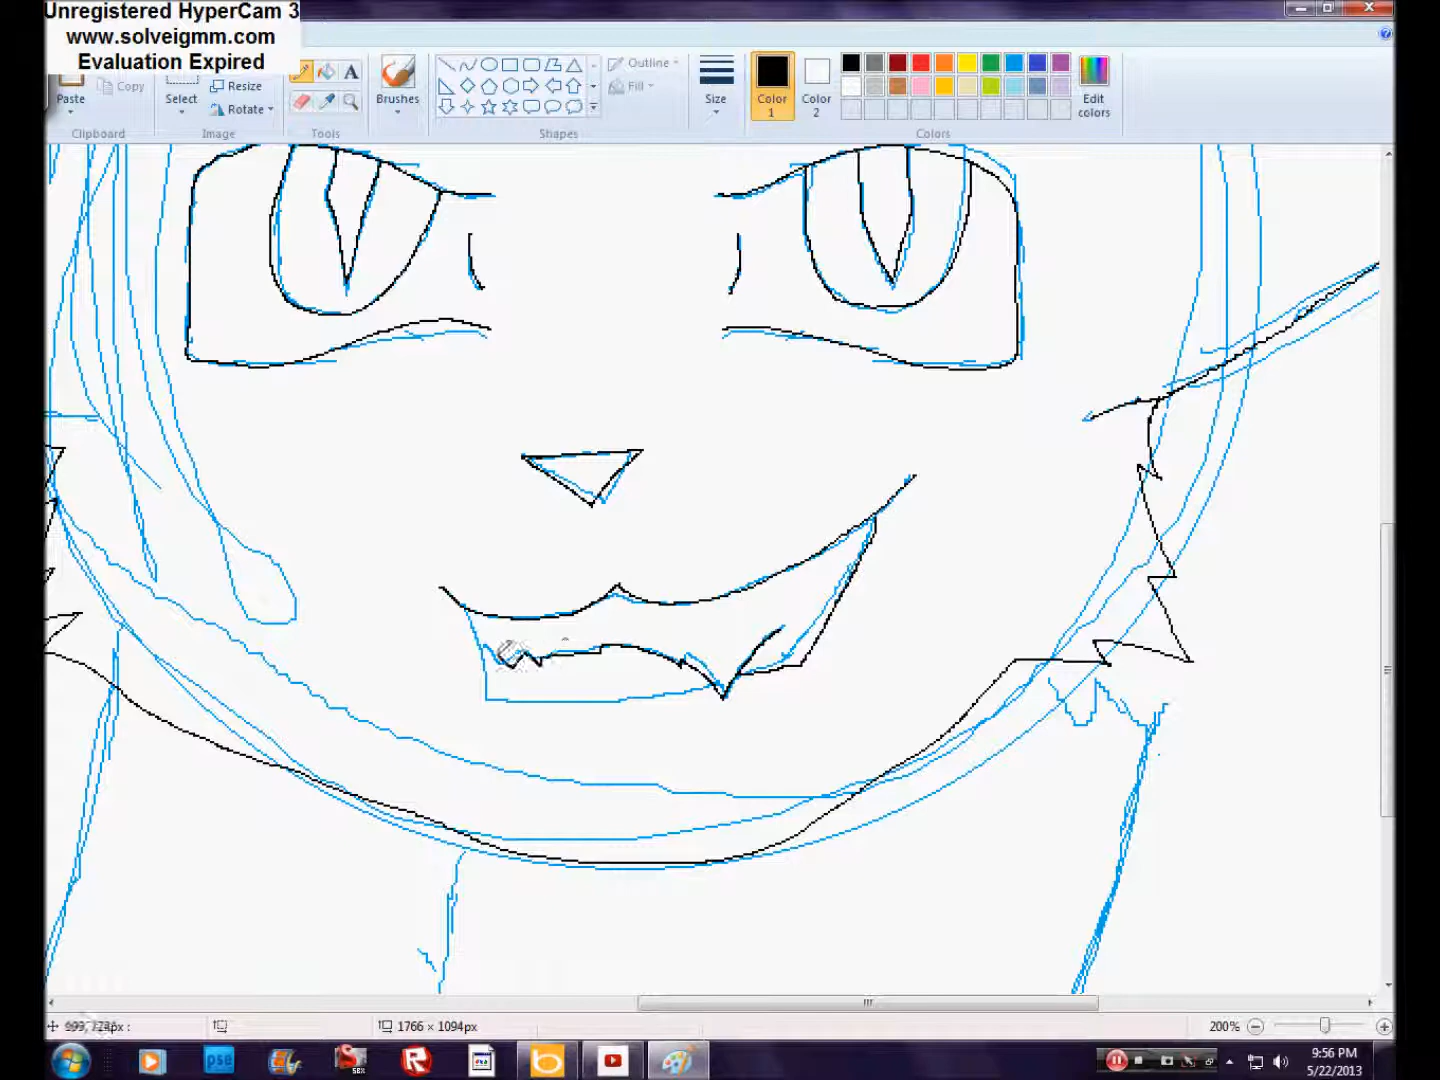 Unregistered HyperCam 3
www.solveigmm.com
Evaluation Expired
Paste
Copy
Clipboard
Select
Resize
Rotate
Image
A
Tools
Brushes
Shapes
Outline
Fill
Size
Color
1
Color
2
Edit
colors
Colors
1766 × 1094px
200%
pse
9:56 PM
5/22/2013